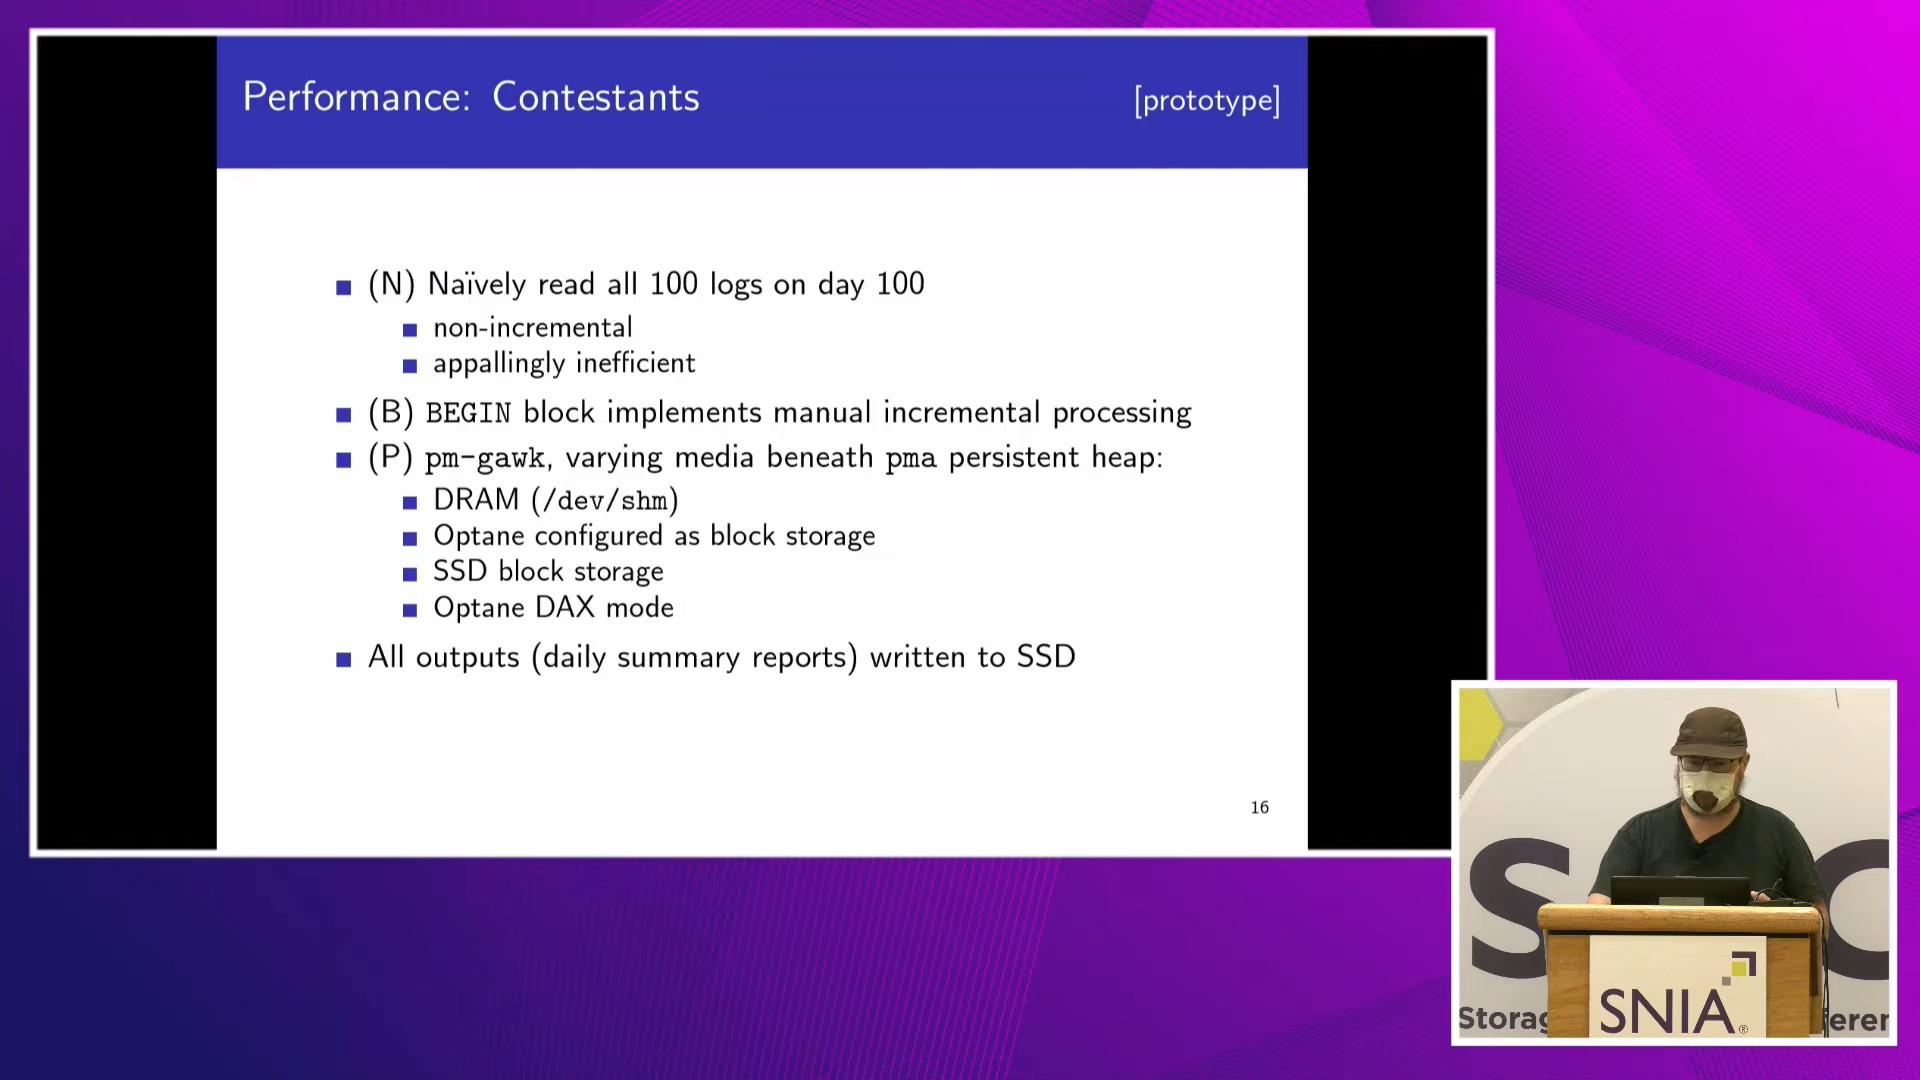 Performance: Contestants [prototype]
(N) Naïvely read all 100 logs on day 100
non-incremental
appallingly inefficient
(B) BEGIN block implements manual incremental processing
(P) pm-gawk, varying media beneath pma persistent heap:
DRAM (/dev/shm)
Optane configured as block storage
SSD block storage
Optane DAX mode
All outputs (daily summary reports) written to SSD
16
S C
Storag eren
SNIA®